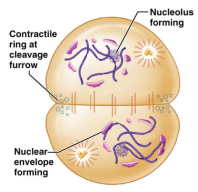 Nucleolus
forming
Contractile
ring at
cleavage
furrow
Nuclear
envelope
forming